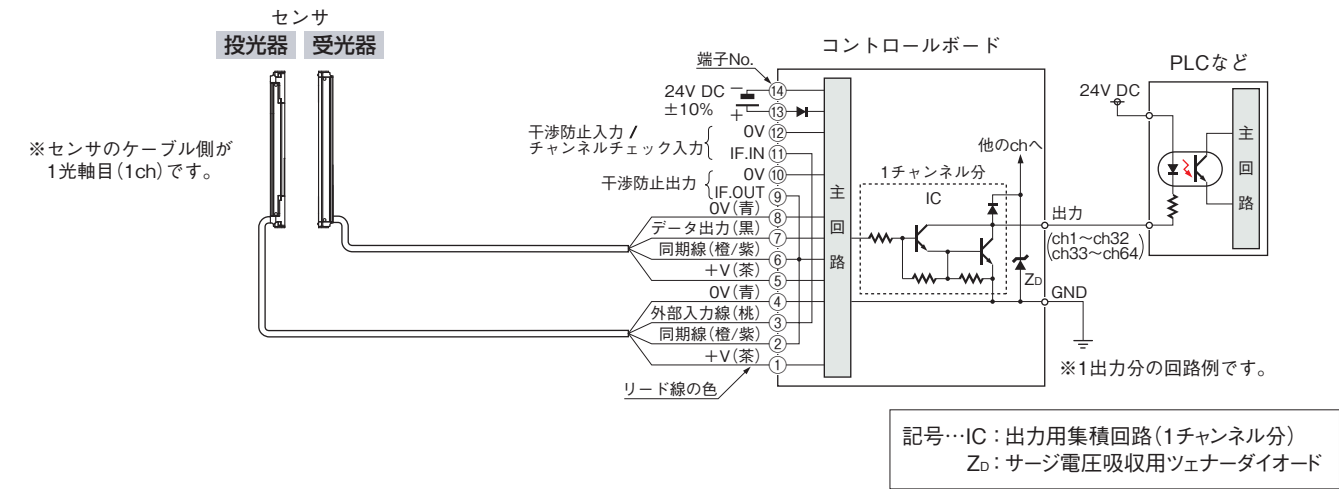 センサ
投光器 受光器
※センサのケーブル側が
1光軸目(1ch)です。
コントロールボード
端子No.
24V DC
±10%
−
+
干渉防止入力 /
チャンネルチェック入力
干渉防止出力
⑭
⑬
0V ⑫
IF.IN ⑪
0V ⑩
IF.OUT ⑨
0V(青) ⑧
データ出力(黒) ⑦
同期線(橙/紫) ⑥
+V(茶) ⑤
0V(青) ④
外部入力線(桃) ③
同期線(橙/紫) ②
+V(茶) ①
リード線の色
主回路
1チャンネル分
IC
他のchへ
ZD
出力
(ch1〜ch32
ch33〜ch64)
GND
PLCなど
24V DC
主回路
※1出力分の回路例です。
記号…IC:出力用集積回路(1チャンネル分)
ZD:サージ電圧吸収用ツェナーダイオード